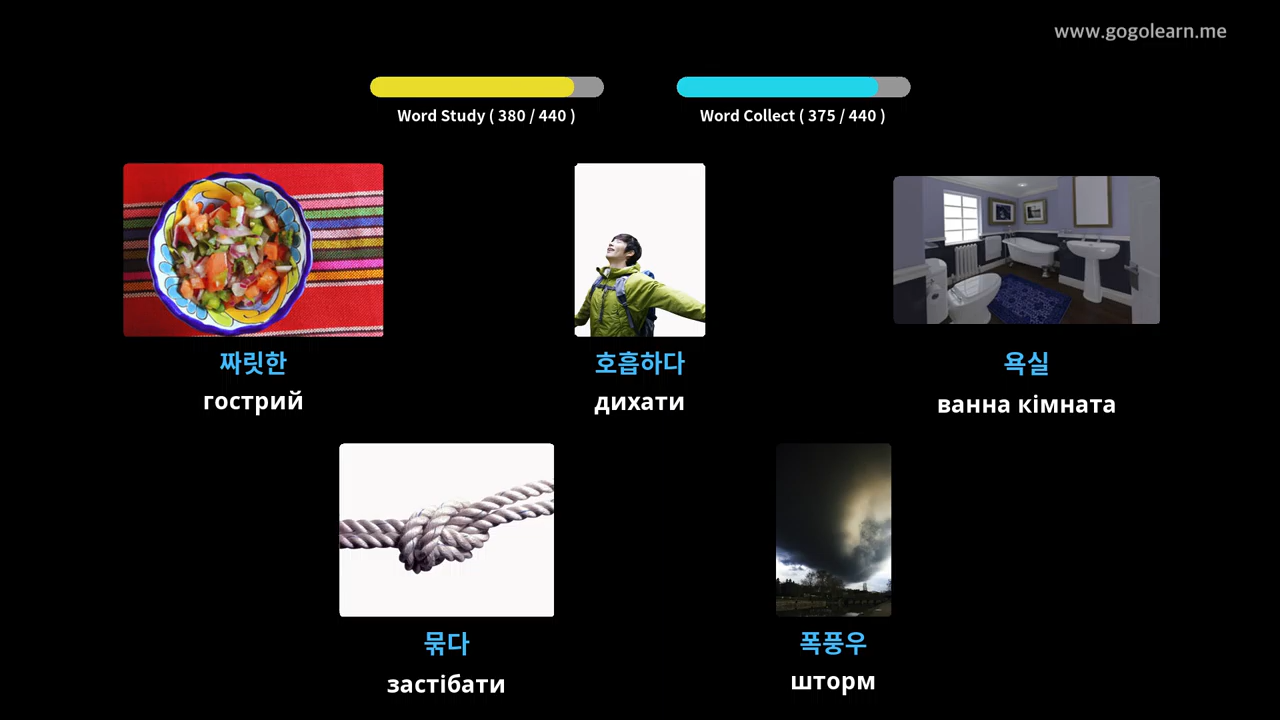 www.gogolearn.me
Word Study ( 380 / 440 )
Word Collect ( 375 / 440 )
짜릿한
гострий
호흡하다
дихати
욕실
ванна кімната
묶다
застібати
폭풍우
шторм